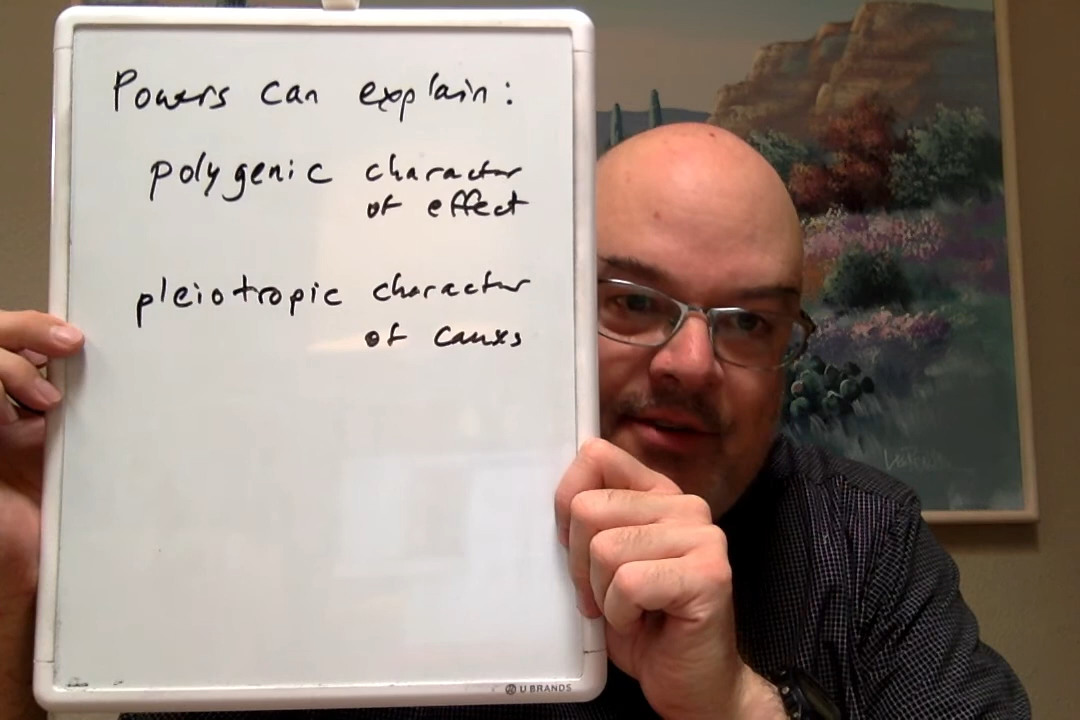 Powers can explain:
polygenic character
of effect
pleiotropic character
of causes
U BRANDS